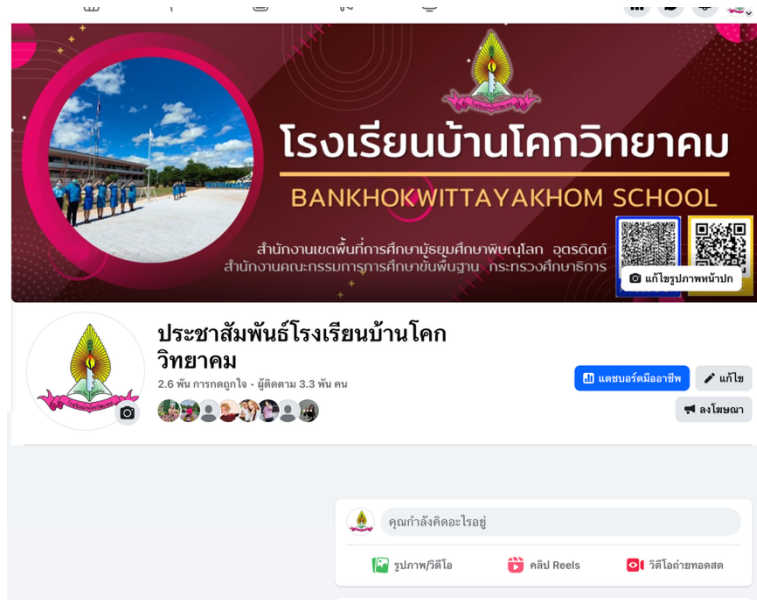 โรงเรียนบ้านโคกวิทยาคม
BANKHOKWITTAYAKHOM SCHOOL
สำนักงานเขตพื้นที่การศึกษามัธยมศึกษาพิษณุโลก อุตรดิตถ์
สำนักงานคณะกรรมการการศึกษาขั้นพื้นฐาน กระทรวงศึกษาธิการ
แก้ไขรูปภาพหน้าปก
ประชาสัมพันธ์โรงเรียนบ้านโคก
วิทยาคม
2.6 พัน การกดถูกใจ • ผู้ติดตาม 3.3 พัน คน
แดชบอร์ดมืออาชีพ
แก้ไข
ลงโฆษณา
คุณกำลังคิดอะไรอยู่
รูปภาพ/วิดีโอ
คลิป Reels
วิดีโอถ่ายทอดสด